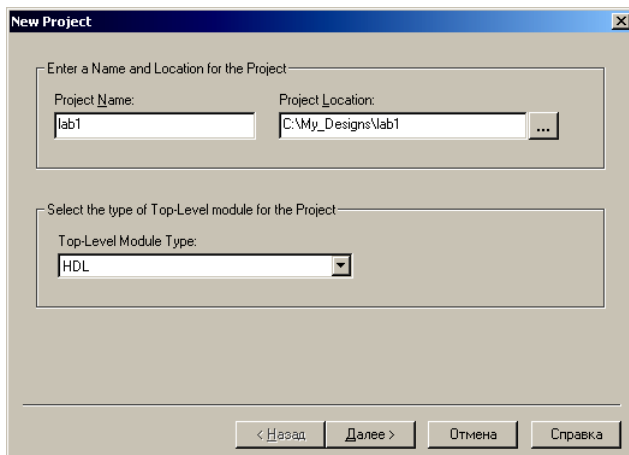 New Project
Enter a Name and Location for the Project
Project Name: Project Location:
lab1 C:\My_Designs\lab1 ...
Select the type of Top-Level module for the Project
Top-Level Module Type:
HDL
< Назад Далее > Отмена Справка